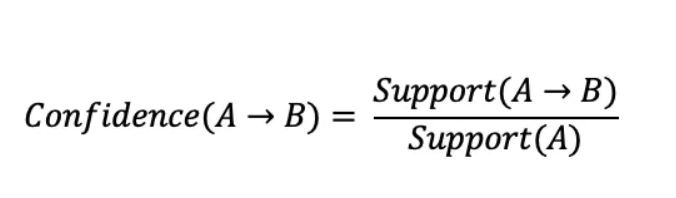 Confidence(A → B) = Support(A → B) / Support(A)